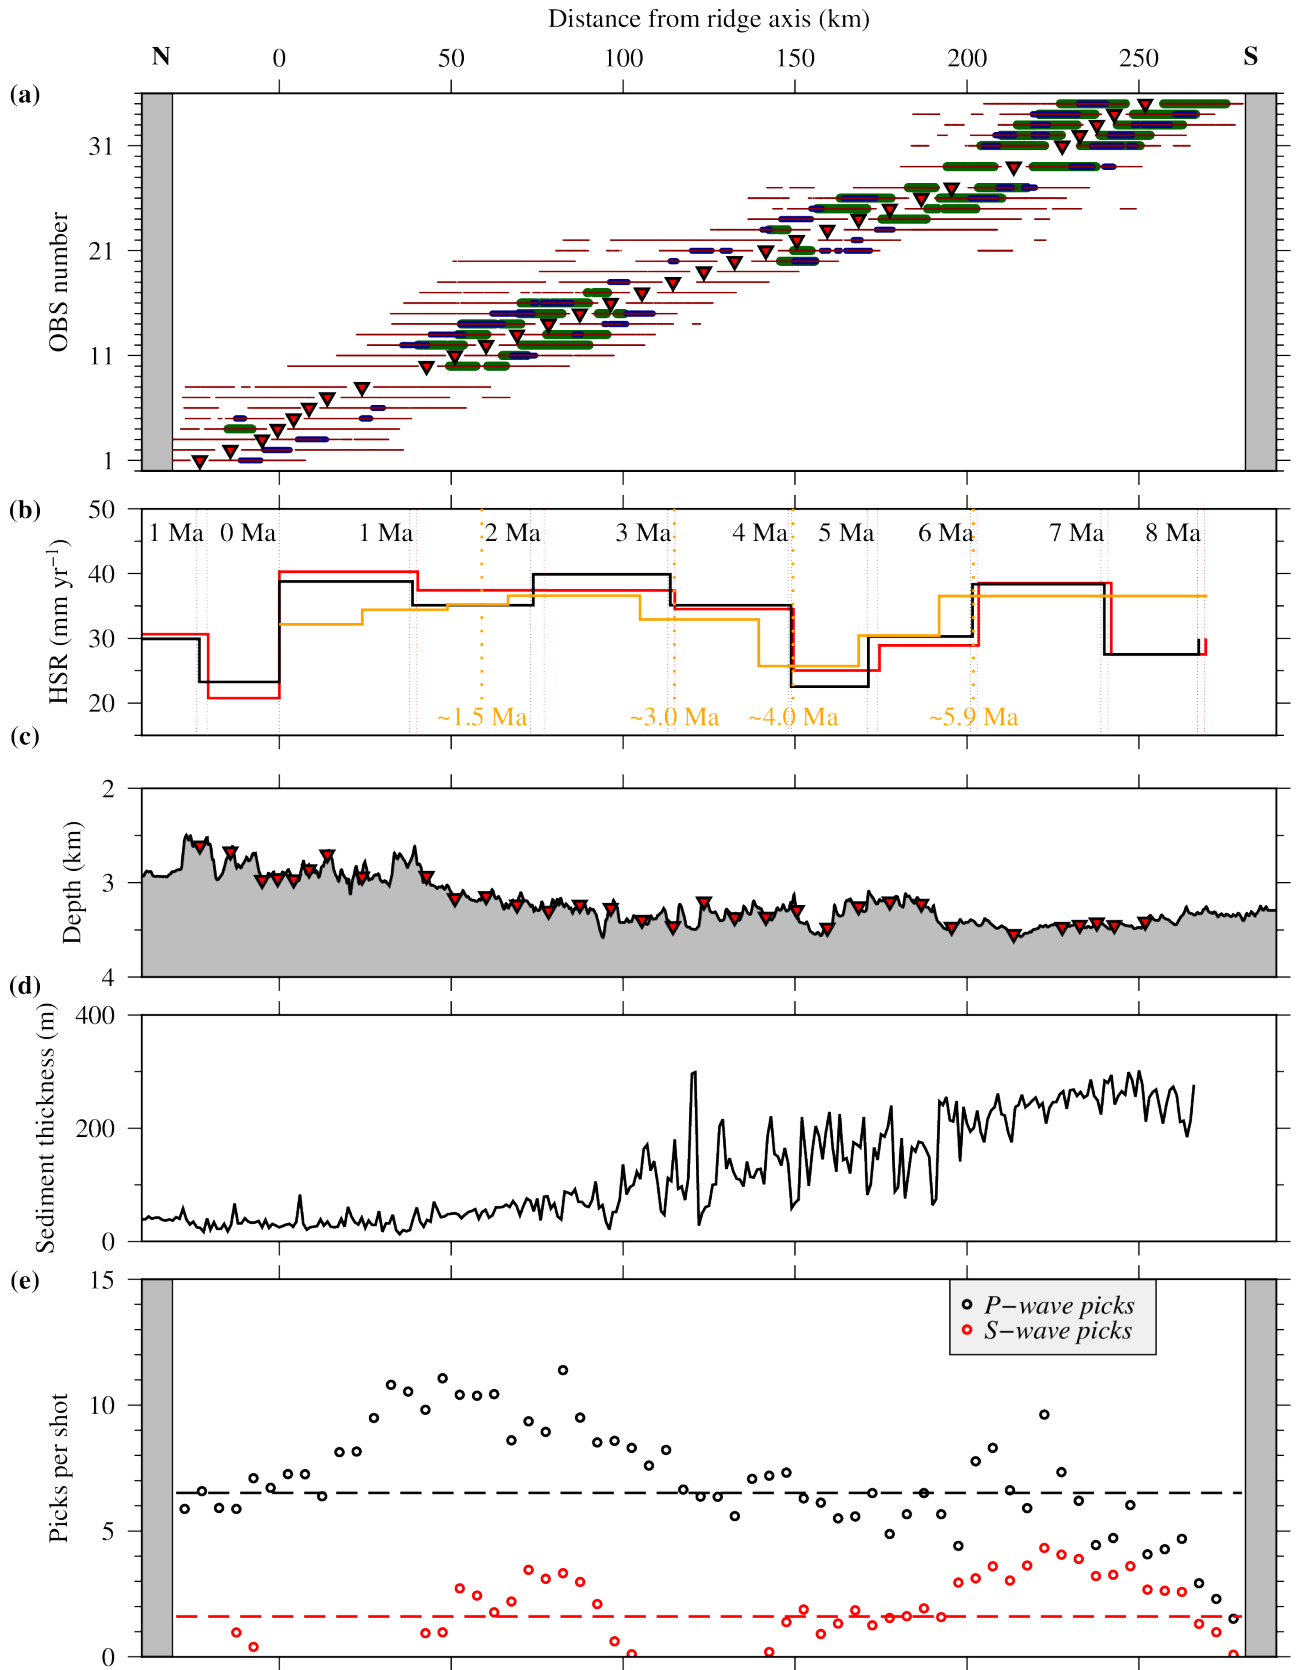 Distance from ridge axis (km)
N 0 50 100 150 200 250 S
(a)
31
21
11
1
OBS number
(b)
50
40
30
20
HSR (mm yr⁻¹)
1 Ma 0 Ma 1 Ma 2 Ma 3 Ma 4 Ma 5 Ma 6 Ma 7 Ma 8 Ma
~1.5 Ma ~3.0 Ma ~4.0 Ma ~5.9 Ma
(c)
2
3
4
Depth (km)
(d)
400
200
0
Sediment thickness (m)
(e)
15
10
5
0
Picks per shot
P−wave picks
S−wave picks